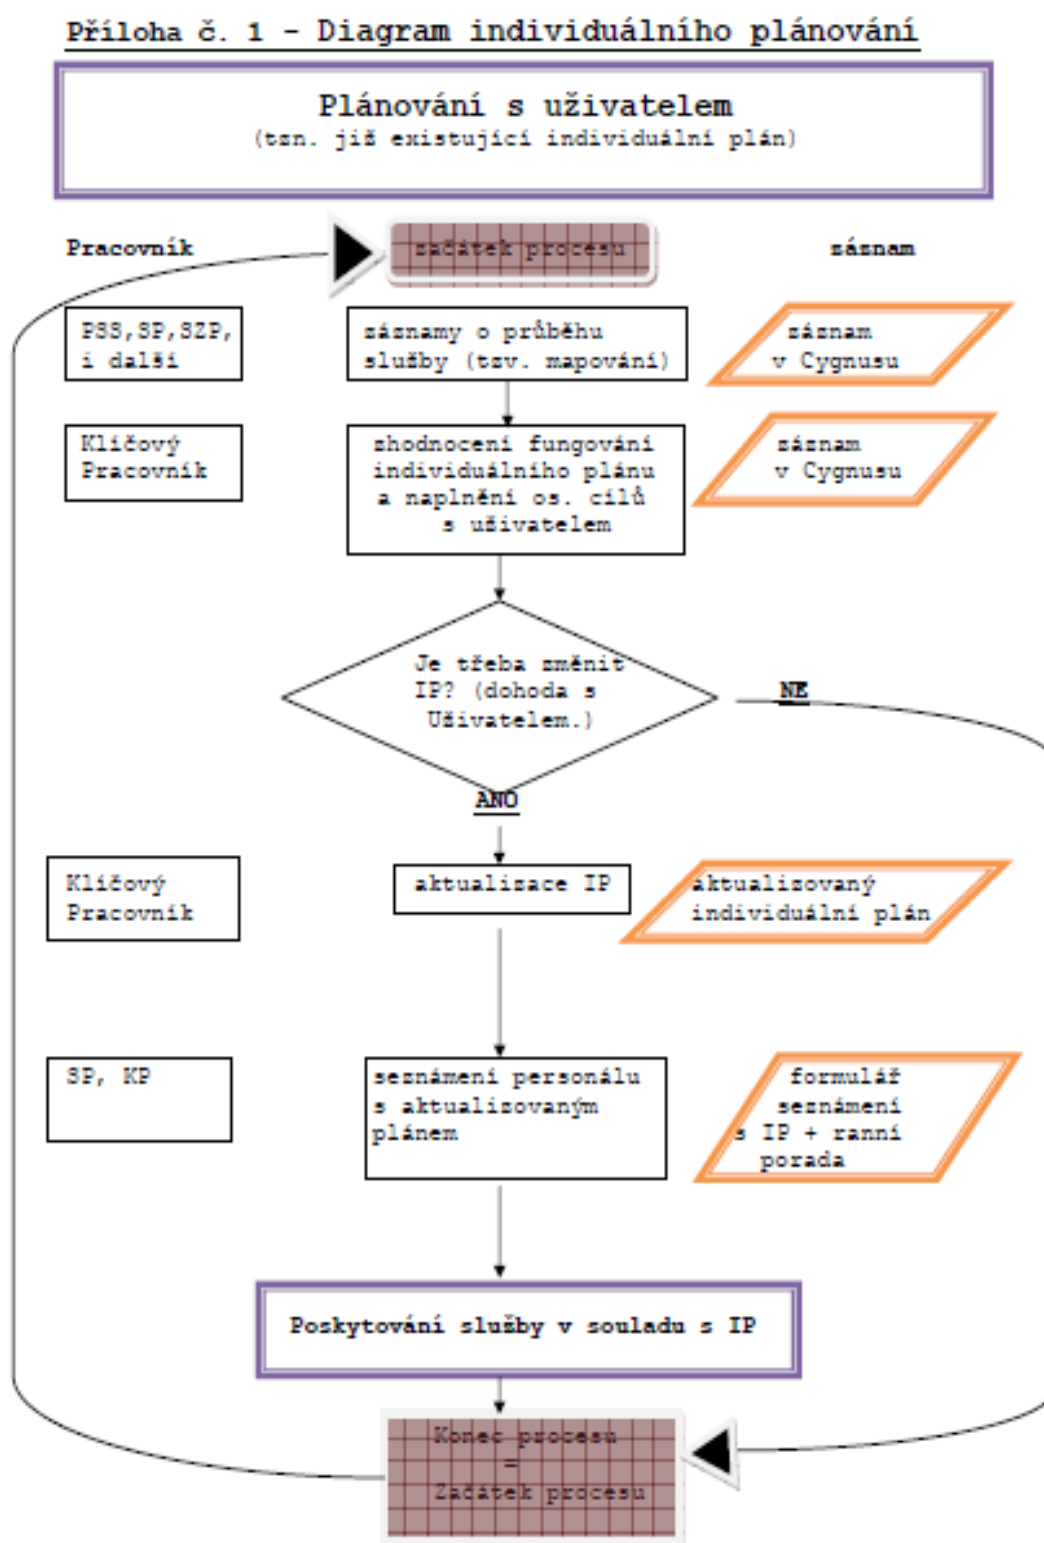 Příloha č. 1 - Diagram individuálního plánování
Plánování s uživatelem
(tzn. již existující individuální plán)
Pracovník
začátek procesu
záznam
PSS,SP,SZP,
i další
záznamy o průběhu
služby (tzv. mapování)
záznam
v Cygnusu
Klíčový
Pracovník
zhodnocení fungování
individuálního plánu
a naplnění os. cílů
s uživatelem
záznam
v Cygnusu
Je třeba změnit
IP? (dohoda s
Uživatelem.)
NE
ANO
Klíčový
Pracovník
aktualizace IP
aktualizovaný
individuální plán
SP, KP
seznámení personálu
s aktualizovaným
plánem
formulář
seznámení
s IP + ranní
porada
Poskytování služby v souladu s IP
Konec procesu
=
Začátek procesu